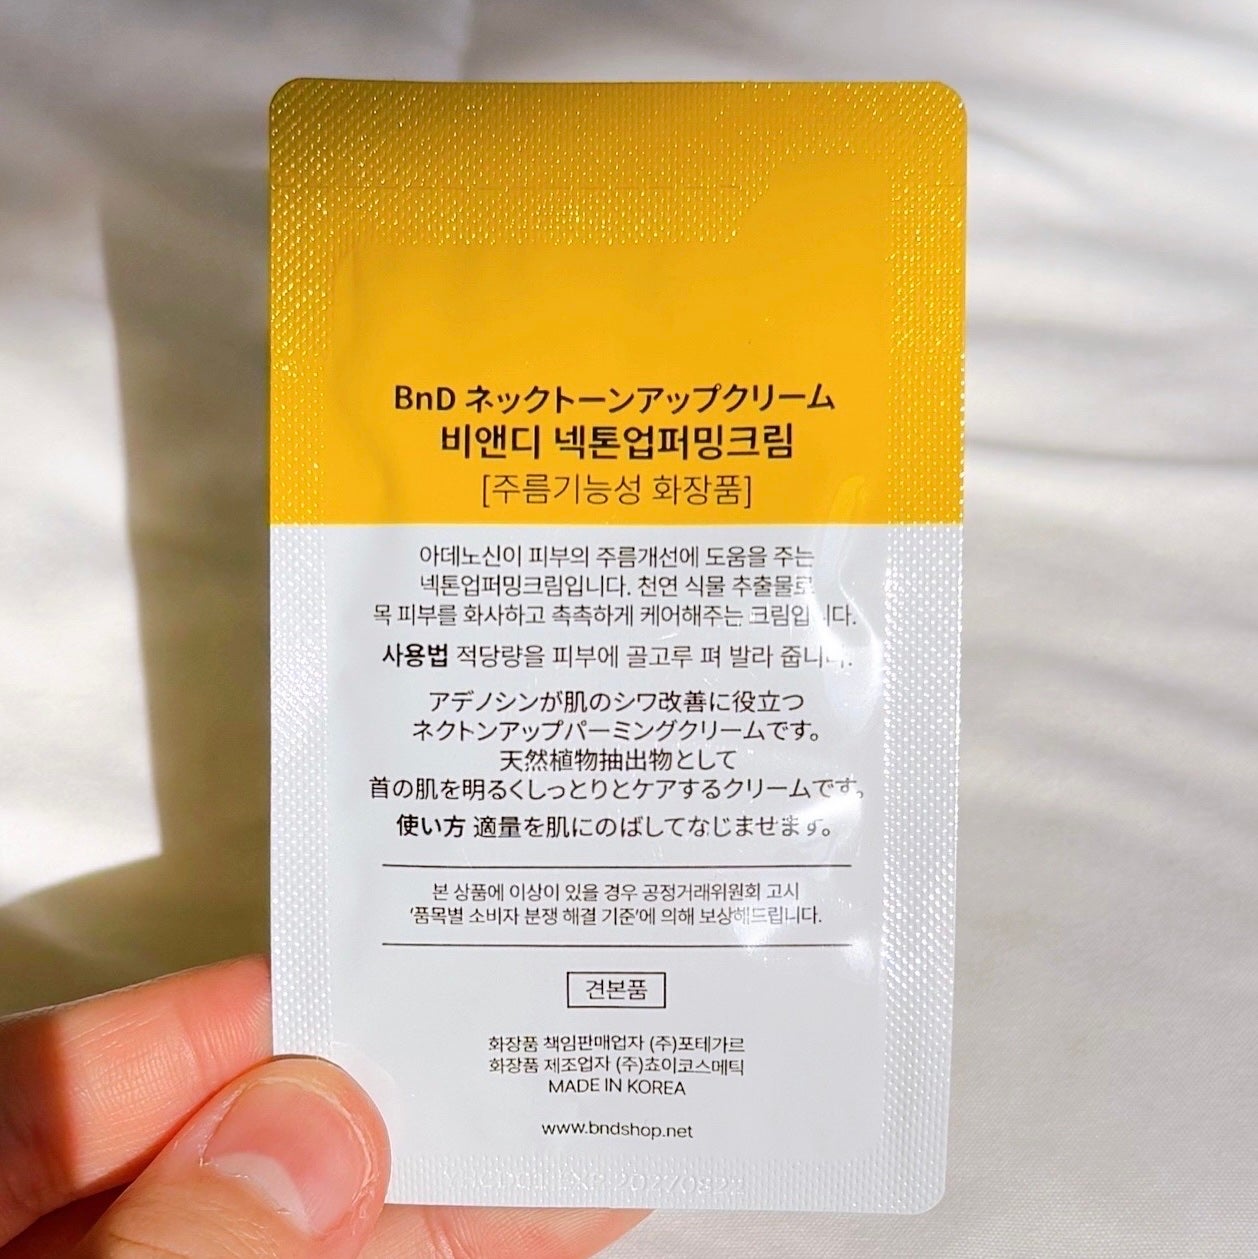 BnD ネックトーンアップクリーム
비앤디 넥톤업퍼밍크림
[주름기능성 화장품]
아데노신이 피부의 주름개선에 도움을 주는
넥톤업퍼밍크림입니다. 천연 식물 추출물로
목 피부를 화사하고 촉촉하게 케어해주는 크림입니다.
사용법 적당량을 피부에 골고루 펴 발라 줍니다.
アデノシンが肌のシワ改善に役立つ
ネクトンアップパーミングクリームです。
天然植物抽出物として
首の肌を明るくしっとりとケアするクリームです。
使い方 適量を肌にのばしてなじませます。
본 상품에 이상이 있을 경우 공정거래위원회 고시
'품목별 소비자 분쟁 해결 기준'에 의해 보상해드립니다.
견본품
화장품 책임판매업자 (주)포테가르
화장품 제조업자 (주)쵸이코스메틱
MADE IN KOREA
www.bndshop.net
EXP 20270822